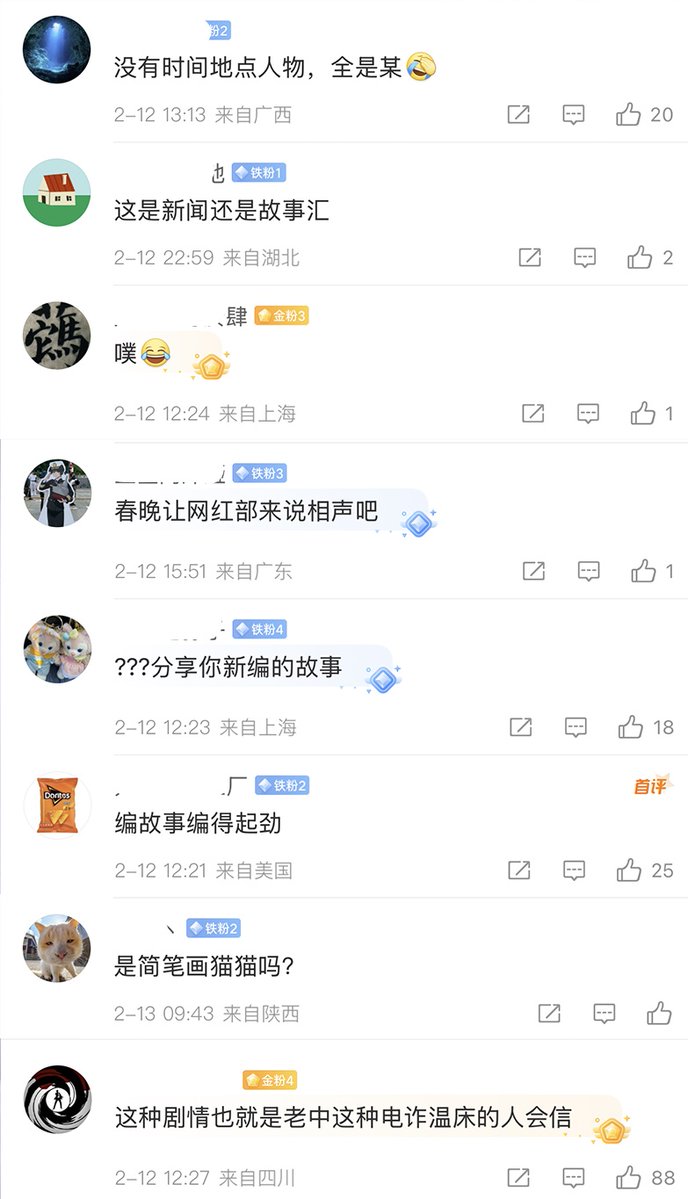 粉2
没有时间地点人物，全是某🤣
2-12 13:13 来自广西
20
也 铁粉1
这是新闻还是故事汇
2-12 22:59 来自湖北
2
肆 金粉3
噗😂
2-12 12:24 来自上海
1
铁粉3
春晚让网红部来说相声吧
2-12 15:51 来自广东
1
铁粉4
???分享你新编的故事
2-12 12:23 来自上海
18
厂 铁粉2
首评
Doritos
编故事编得起劲
2-12 12:21 来自美国
25
铁粉2
是简笔画猫猫吗?
2-13 09:43 来自陕西
金粉4
这种剧情也就是老中这种电诈温床的人会信
2-12 12:27 来自四川
88